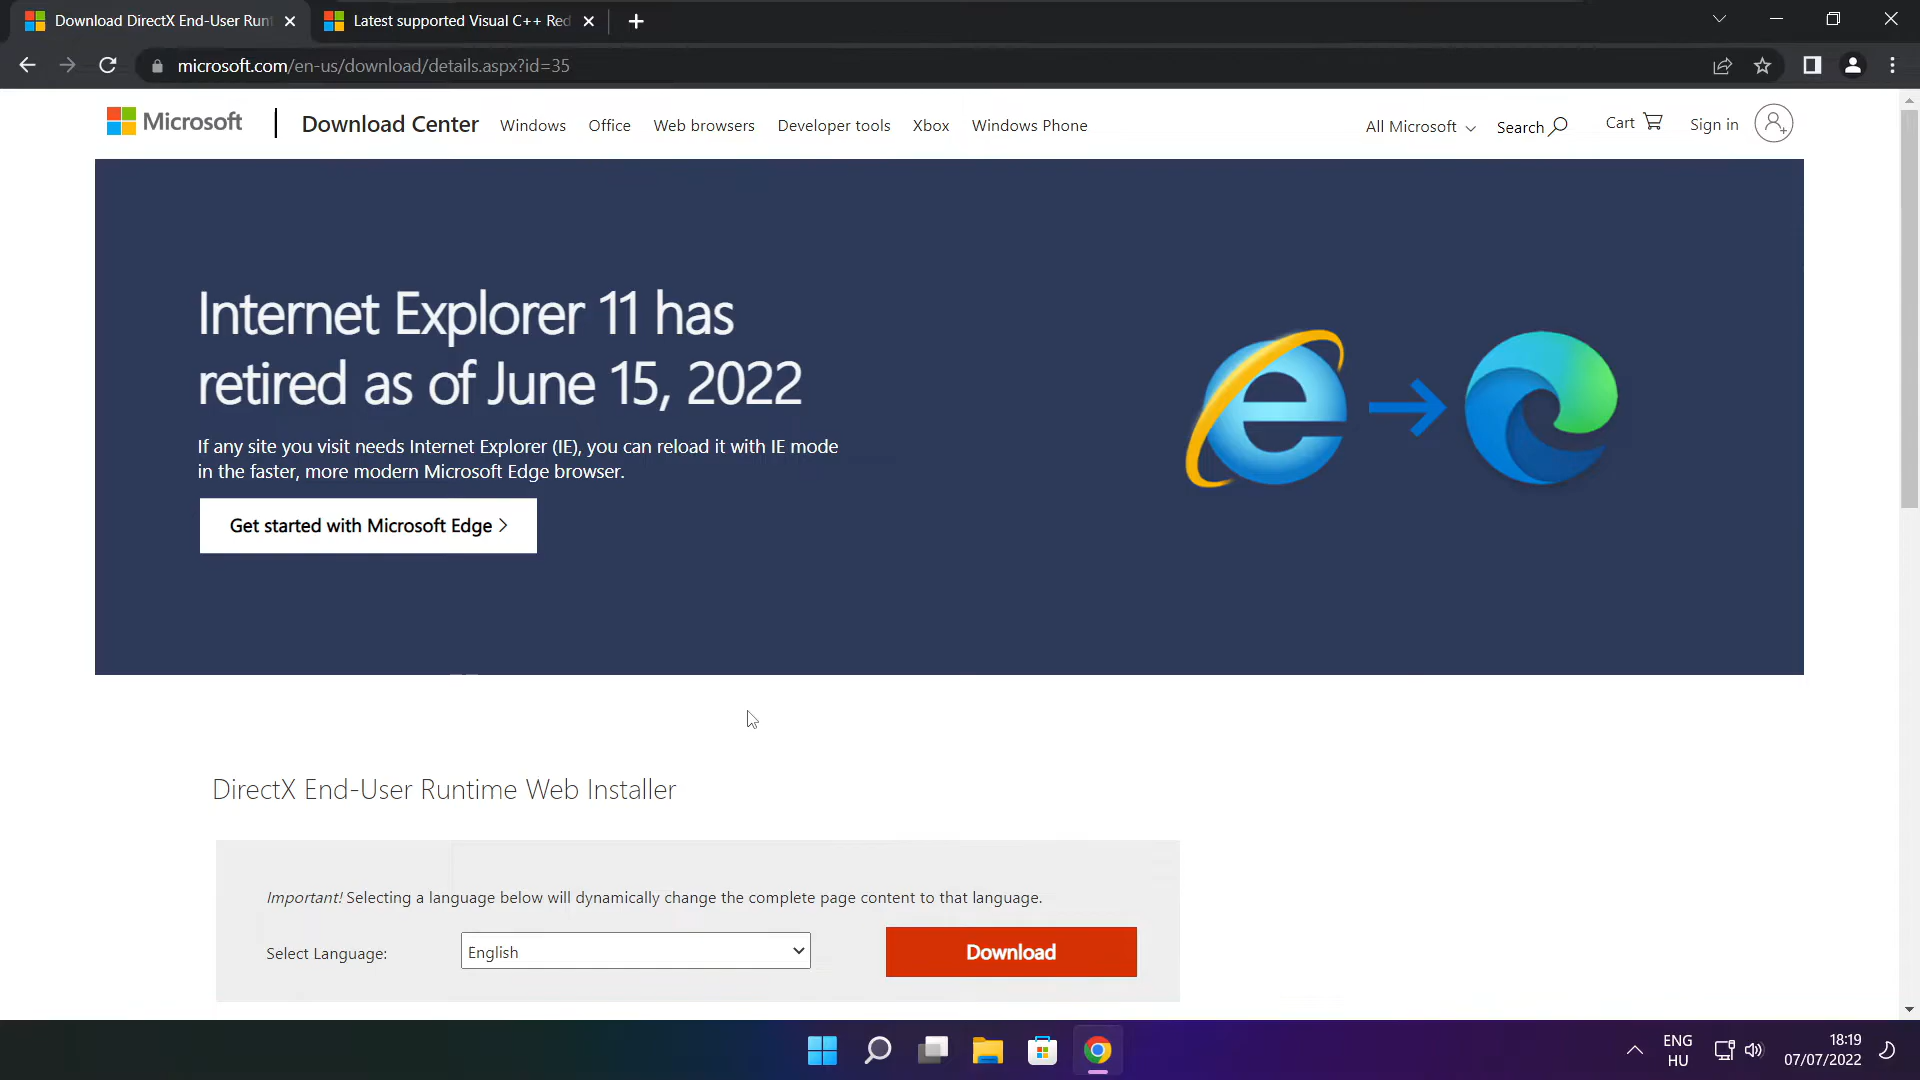 Download DirectX End-User Runt
Latest supported Visual C++ Red
microsoft.com/en-us/download/details.aspx?id=35
Microsoft
Download Center
Windows
Office
Web browsers
Developer tools
Xbox
Windows Phone
All Microsoft
Search
Cart
Sign in
Internet Explorer 11 has
retired as of June 15, 2022
If any site you visit needs Internet Explorer (IE), you can reload it with IE mode
in the faster, more modern Microsoft Edge browser.
Get started with Microsoft Edge >
DirectX End-User Runtime Web Installer
Important! Selecting a language below will dynamically change the complete page content to that language.
Select Language:
English
Download
ENG
HU
18:19
07/07/2022